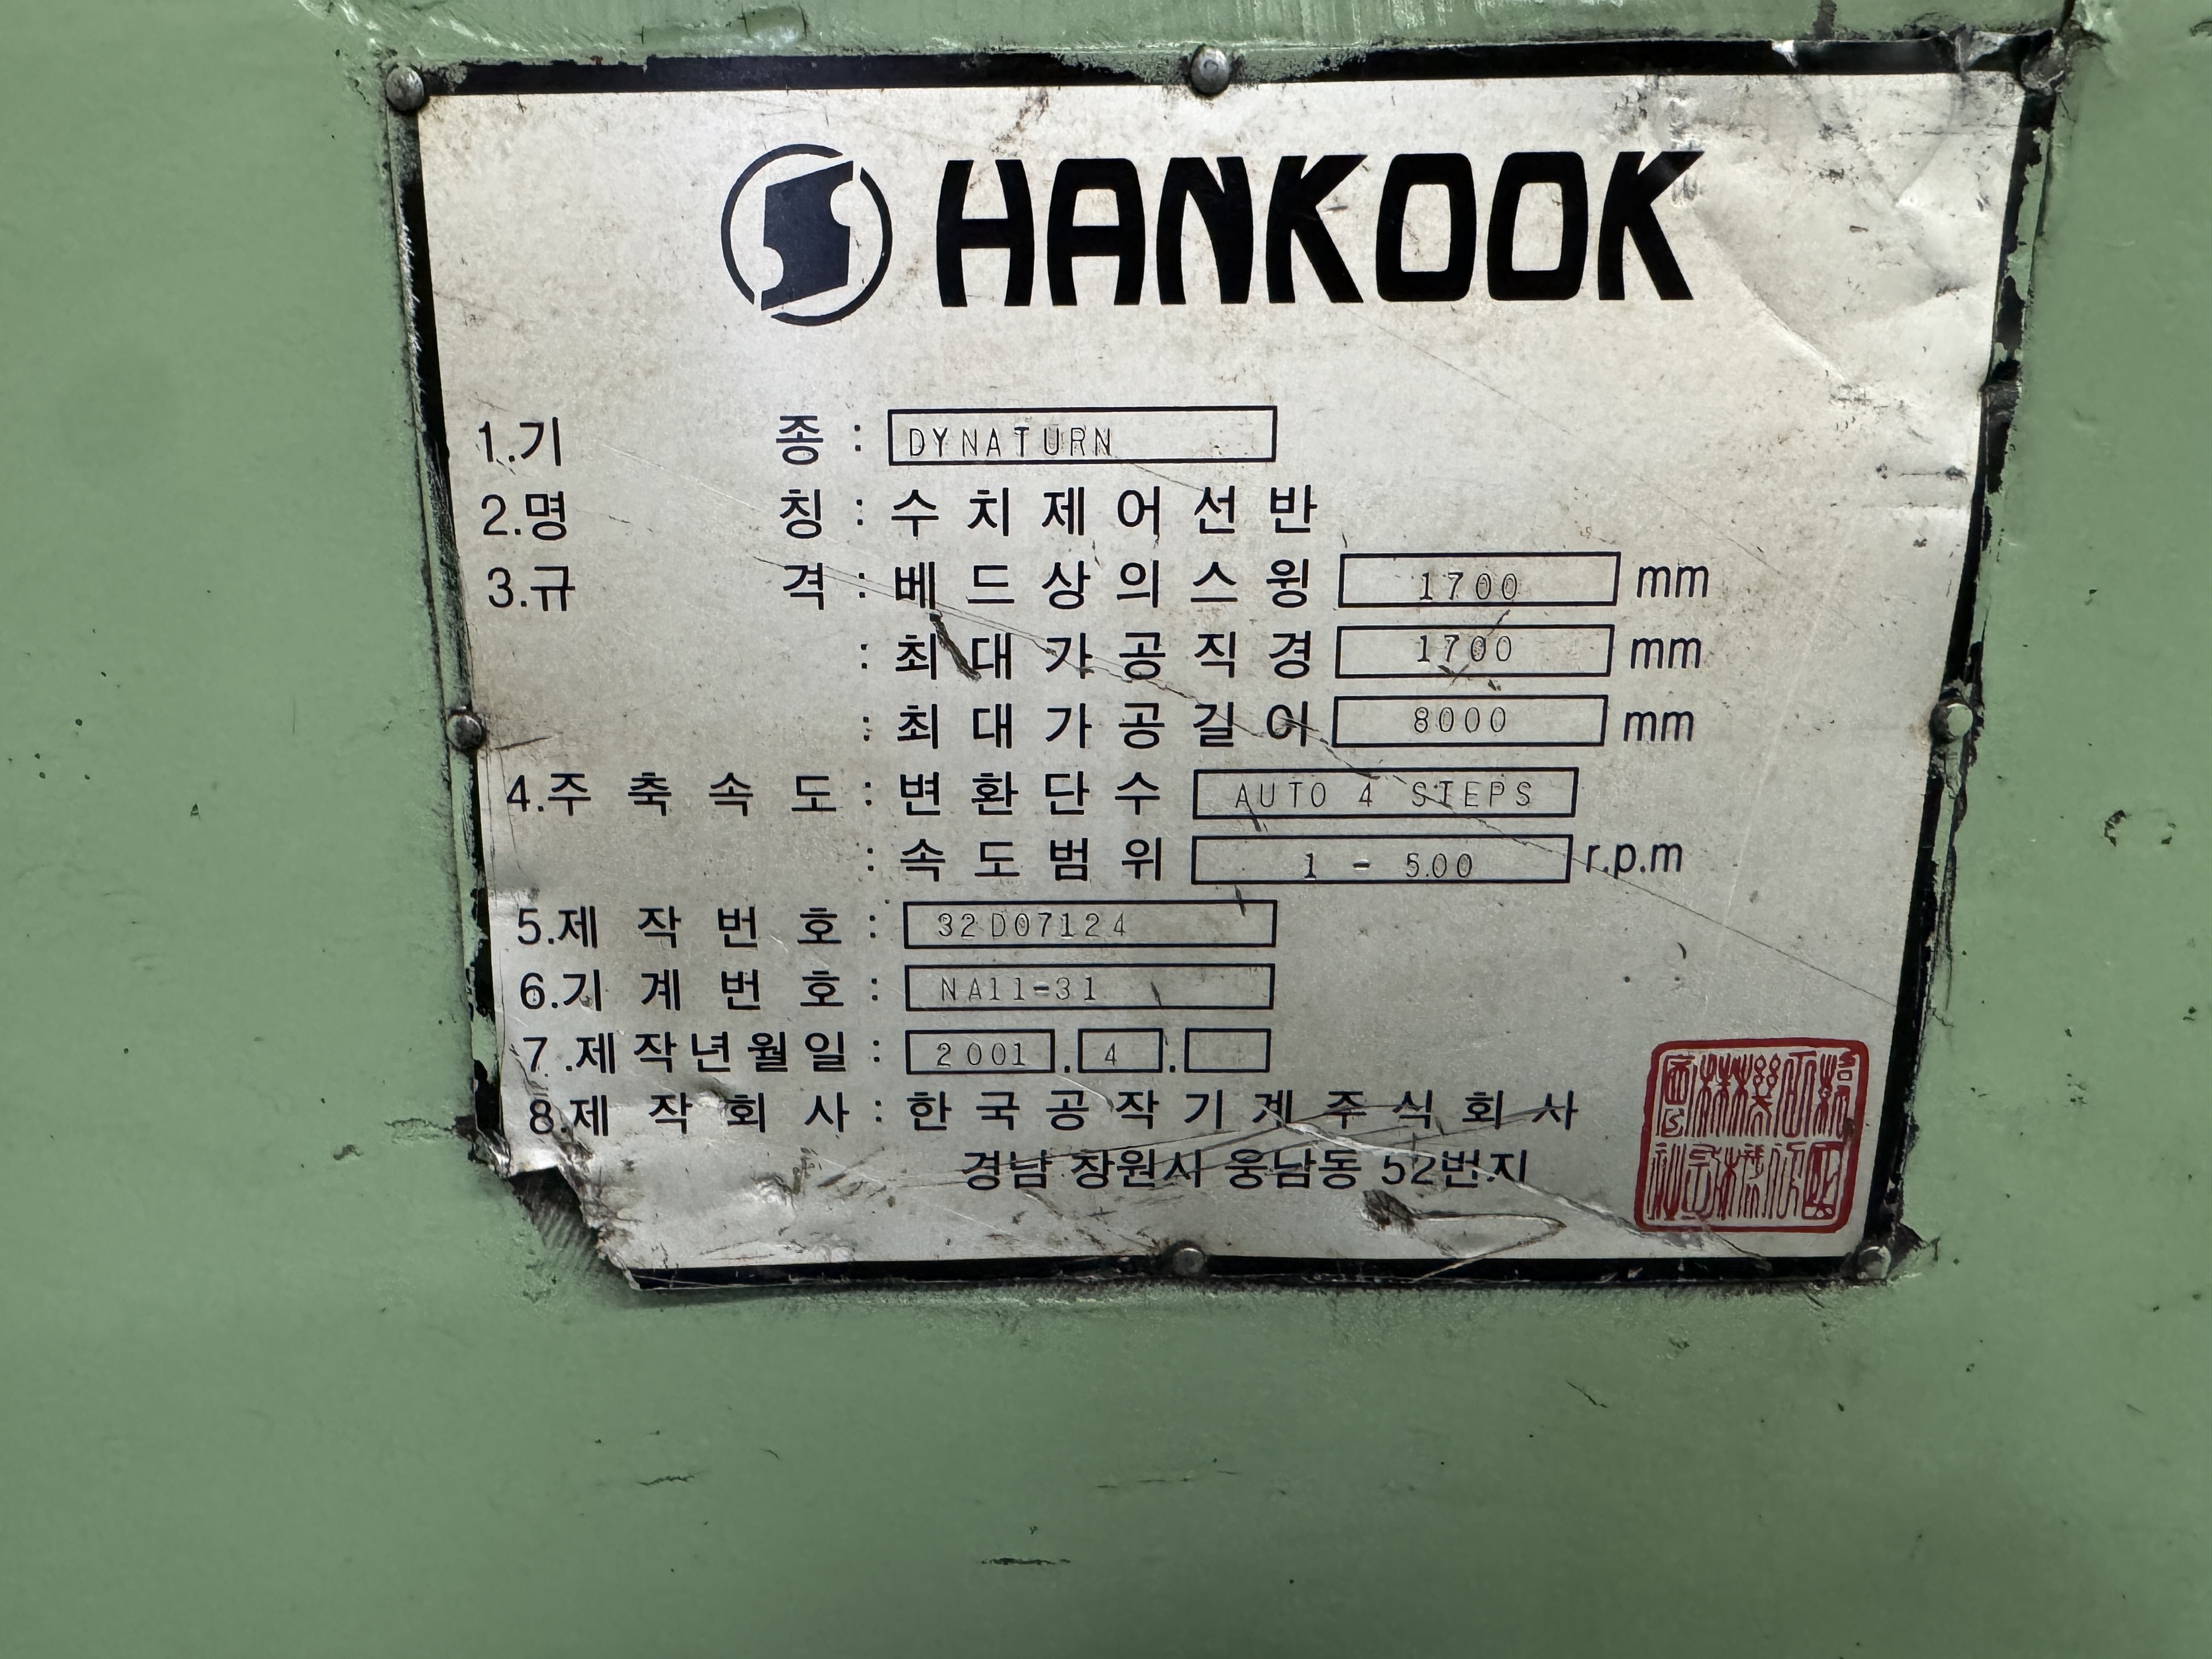 HANKOOK
1.기 종 : DYNATURN
2.명 칭 : 수치제어선반
3.규 격 : 베드상의스윙 1700 mm
: 최대가공직경 1700 mm
: 최대가공길이 8000 mm
4.주축속도 : 변환단수 AUTO 4 STEPS
: 속도범위 1 - 500 r.p.m
5.제작번호 : 32D07124
6.기계번호 : NA11-31
7.제작년월일 : 2001 . 4 .
8.제작회사 : 한국공작기계주식회사
경남 창원시 웅남동 52번지